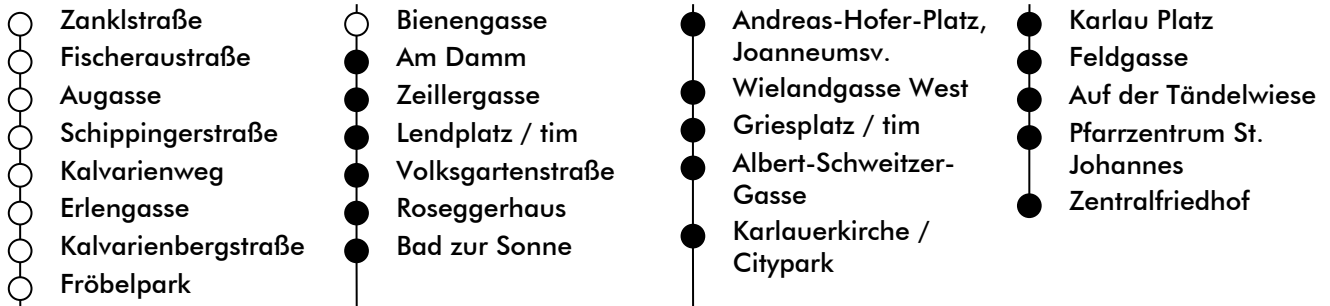 Zanklstraße
Fischeraustraße
Augasse
Schippingerstraße
Kalvarienweg
Erlengasse
Kalvarienbergstraße
Fröbelpark
Bienengasse
Am Damm
Zeillergasse
Lendplatz / tim
Volksgartenstraße
Roseggerhaus
Bad zur Sonne
Andreas-Hofer-Platz,
Joanneumsv.
Wielandgasse West
Griesplatz / tim
Albert-Schweitzer-
Gasse
Karlauerkirche /
Citypark
Karlau Platz
Feldgasse
Auf der Tändelwiese
Pfarrzentrum St.
Johannes
Zentralfriedhof